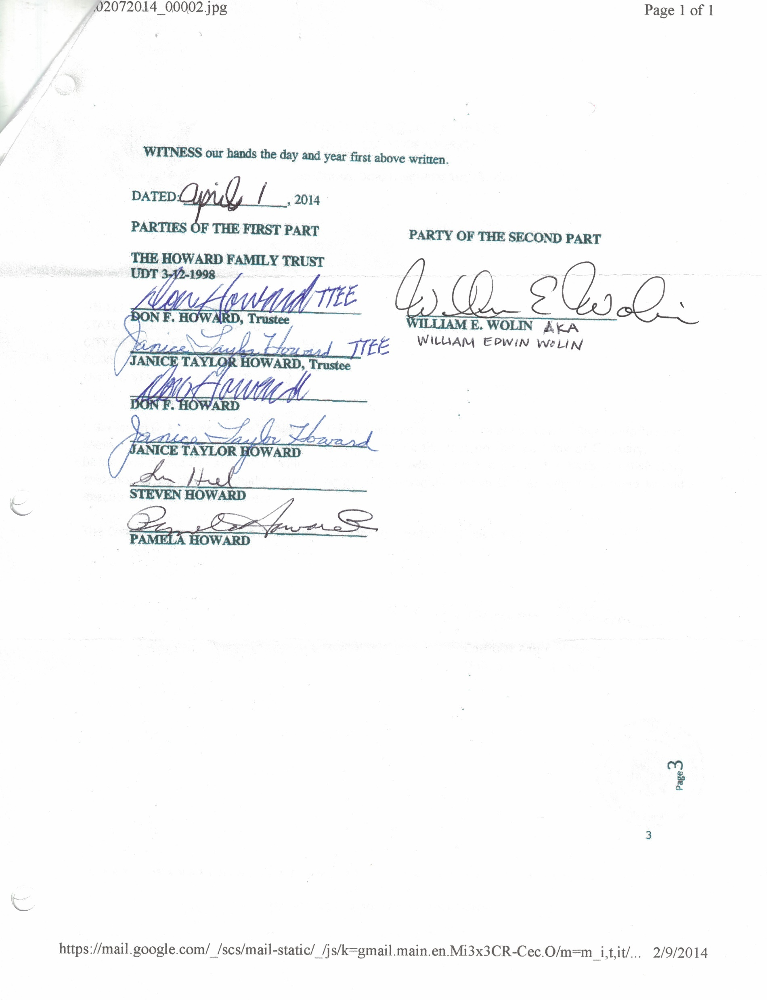 02072014_00002.jpg Page 1 of 1
WITNESS our hands the day and year first above written.
DATED: April 1, 2014
PARTIES OF THE FIRST PART
PARTY OF THE SECOND PART
THE HOWARD FAMILY TRUST
UDT 3-12-1998
Don Howard TTEE
DON F. HOWARD, Trustee
William E Wolin
WILLIAM E. WOLIN AKA
WILLIAM EDWIN WOLIN
Janice Taylor Howard TTEE
JANICE TAYLOR HOWARD, Trustee
Don Howard
DON F. HOWARD
Janice Taylor Howard
JANICE TAYLOR HOWARD
STEVEN HOWARD
Pamela Howard
PAMELA HOWARD
Page 3
3
https://mail.google.com/_/scs/mail-static/_/js/k=gmail.main.en.Mi3x3CR-Cec.O/m=m_i,t,it/... 2/9/2014